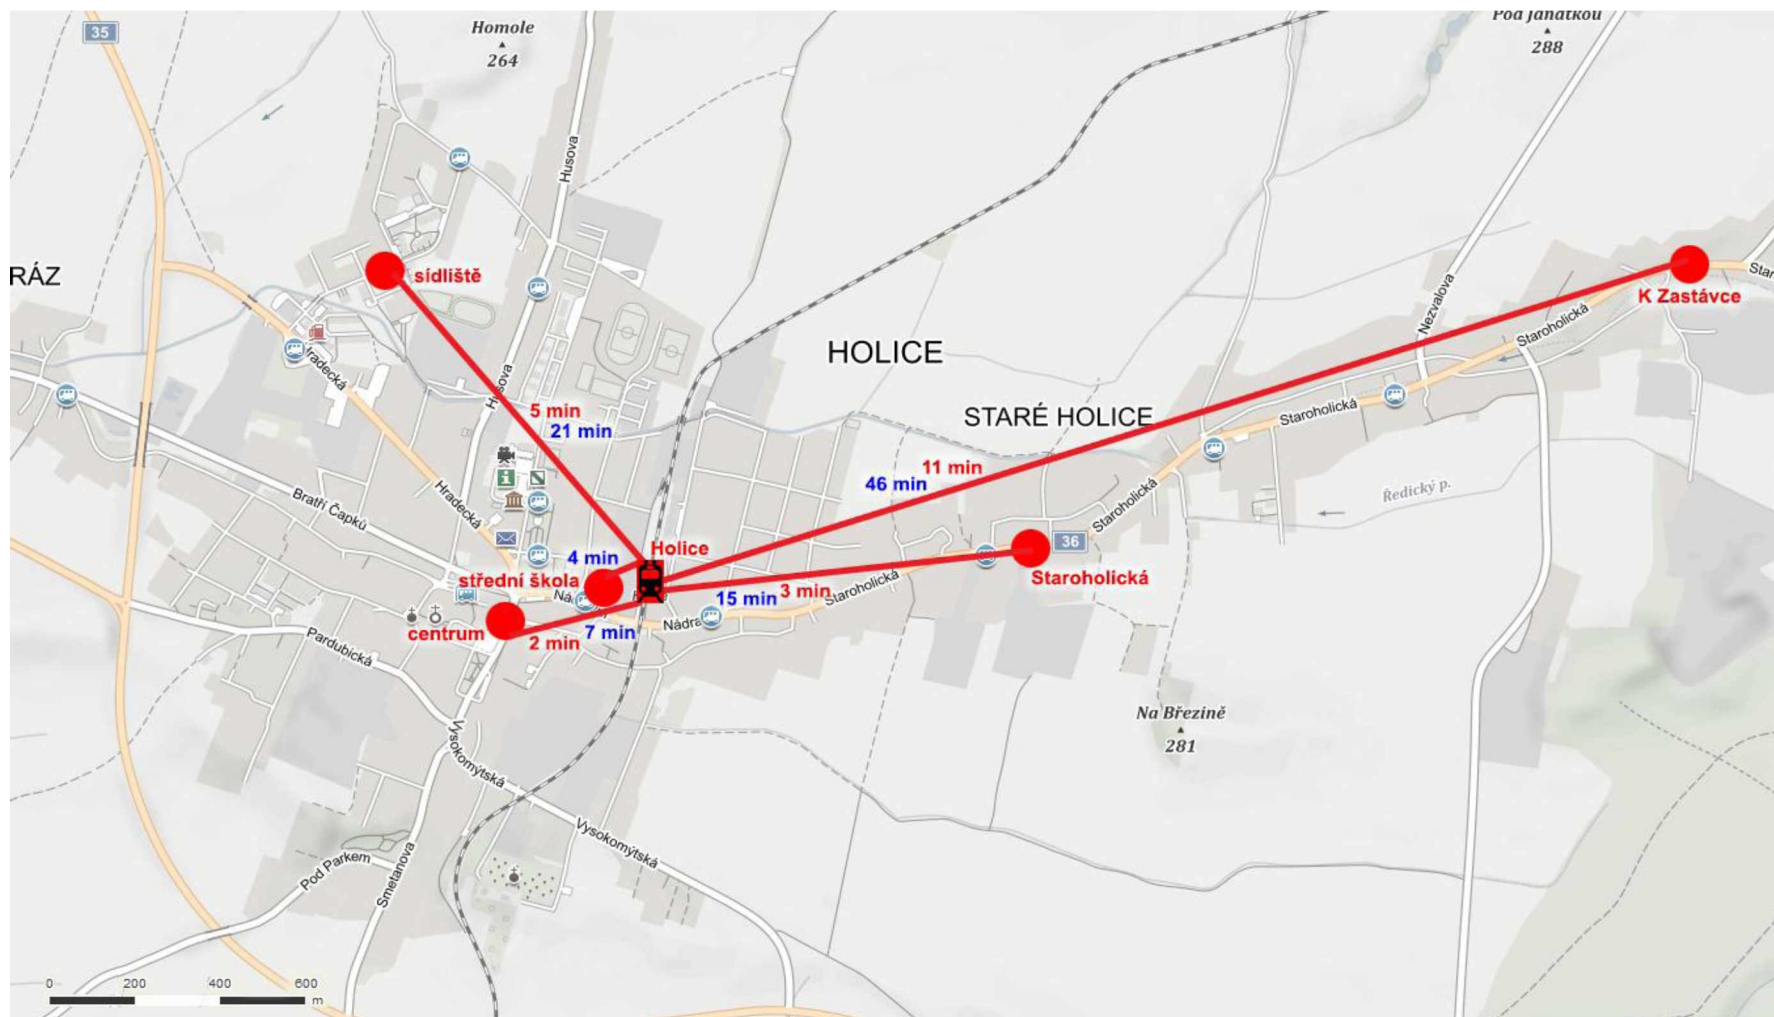 35
Homole
264
Pod Janatkou
288
Husova
RÁZ
sídliště
Hradecká
Husova
HOLICE
Nezvalova
K Zastávce
Star
Staroholická
5 min
21 min
STARÉ HOLICE
Staroholická
11 min
46 min
Ředický p.
Bratří Čapků
Hradecká
Staroholická
36
4 min
Holice
střední škola
Ná
Staroholická
15 min
3 min
Staroholická
centrum
2 min
7 min
Nádra
Pardubická
Na Březině
281
Vysokomýtská
Vysokomýtská
Pod Parkem
Smetanova
0 200 400 600
m